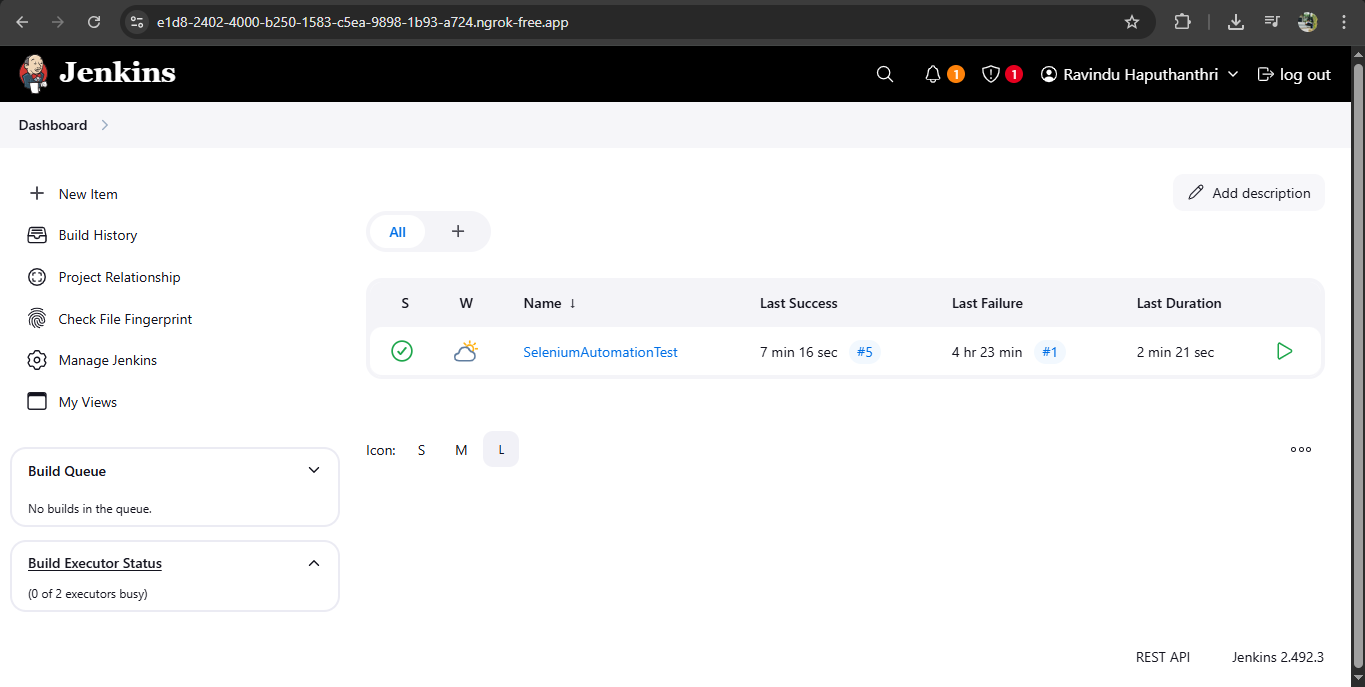 e1d8-2402-4000-b250-1583-c5ea-9898-1b93-a724.ngrok-free.app
Jenkins
1
1
Ravindu Haputhanthri
log out
Dashboard
New Item
Build History
Project Relationship
Check File Fingerprint
Manage Jenkins
My Views
Build Queue
No builds in the queue.
Build Executor Status
(0 of 2 executors busy)
Add description
All +
S W Name ↓ Last Success Last Failure Last Duration
SeleniumAutomationTest 7 min 16 sec #5 4 hr 23 min #1 2 min 21 sec
Icon: S M L
REST API Jenkins 2.492.3